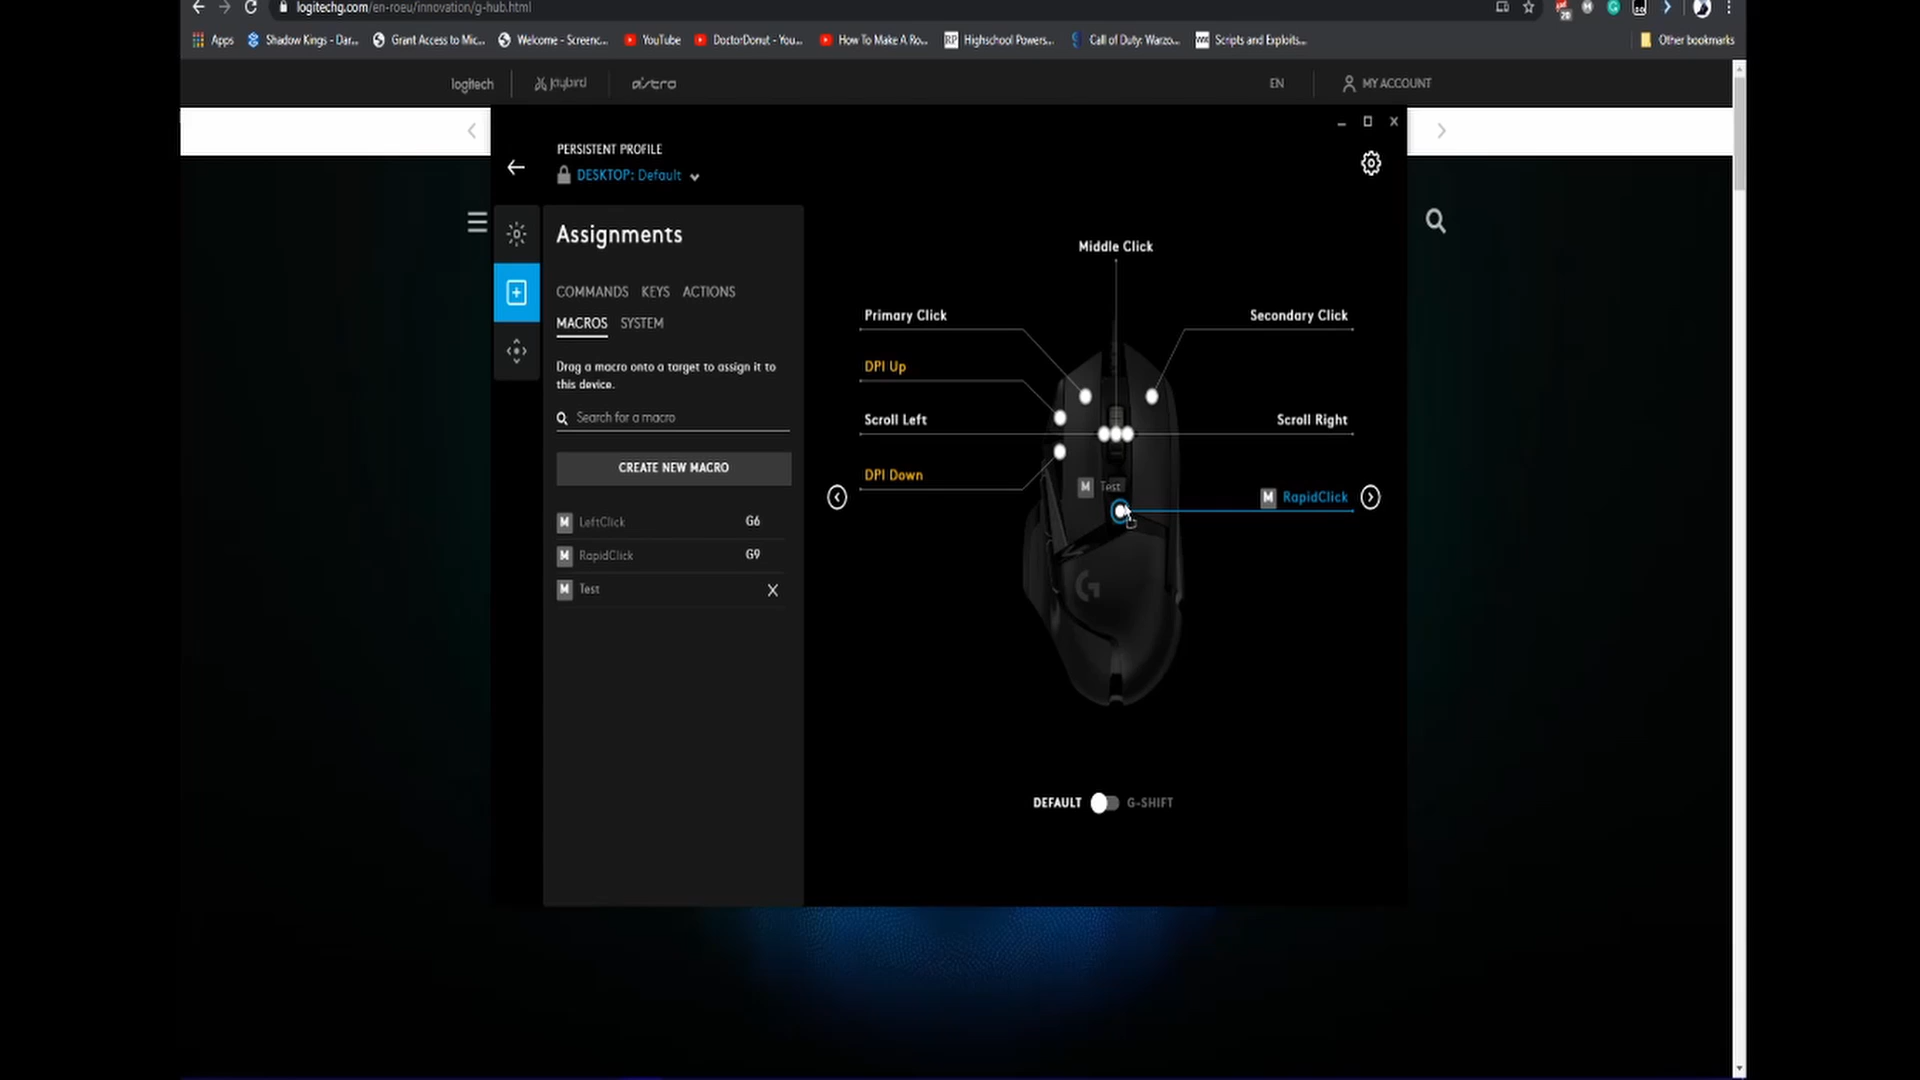 logitechg.com/en-roeu/innovation/g-hub.html
Apps Shadow Kings - Dar... Grant Access to Mic... Welcome - Screenc... YouTube DoctorDonut - You... How To Make A Ro... RP Highschool Powers... Call of Duty: Warzo... Scripts and Exploits... Other bookmarks
logitech Jaybird astro EN MY ACCOUNT
PERSISTENT PROFILE
DESKTOP: Default
Assignments
COMMANDS KEYS ACTIONS
MACROS SYSTEM
Drag a macro onto a target to assign it to
this device.
Search for a macro
CREATE NEW MACRO
M LeftClick G6
M RapidClick G9
M Test X
Middle Click
Primary Click
Secondary Click
DPI Up
Scroll Left
Scroll Right
DPI Down
M Test
M RapidClick
DEFAULT G-SHIFT